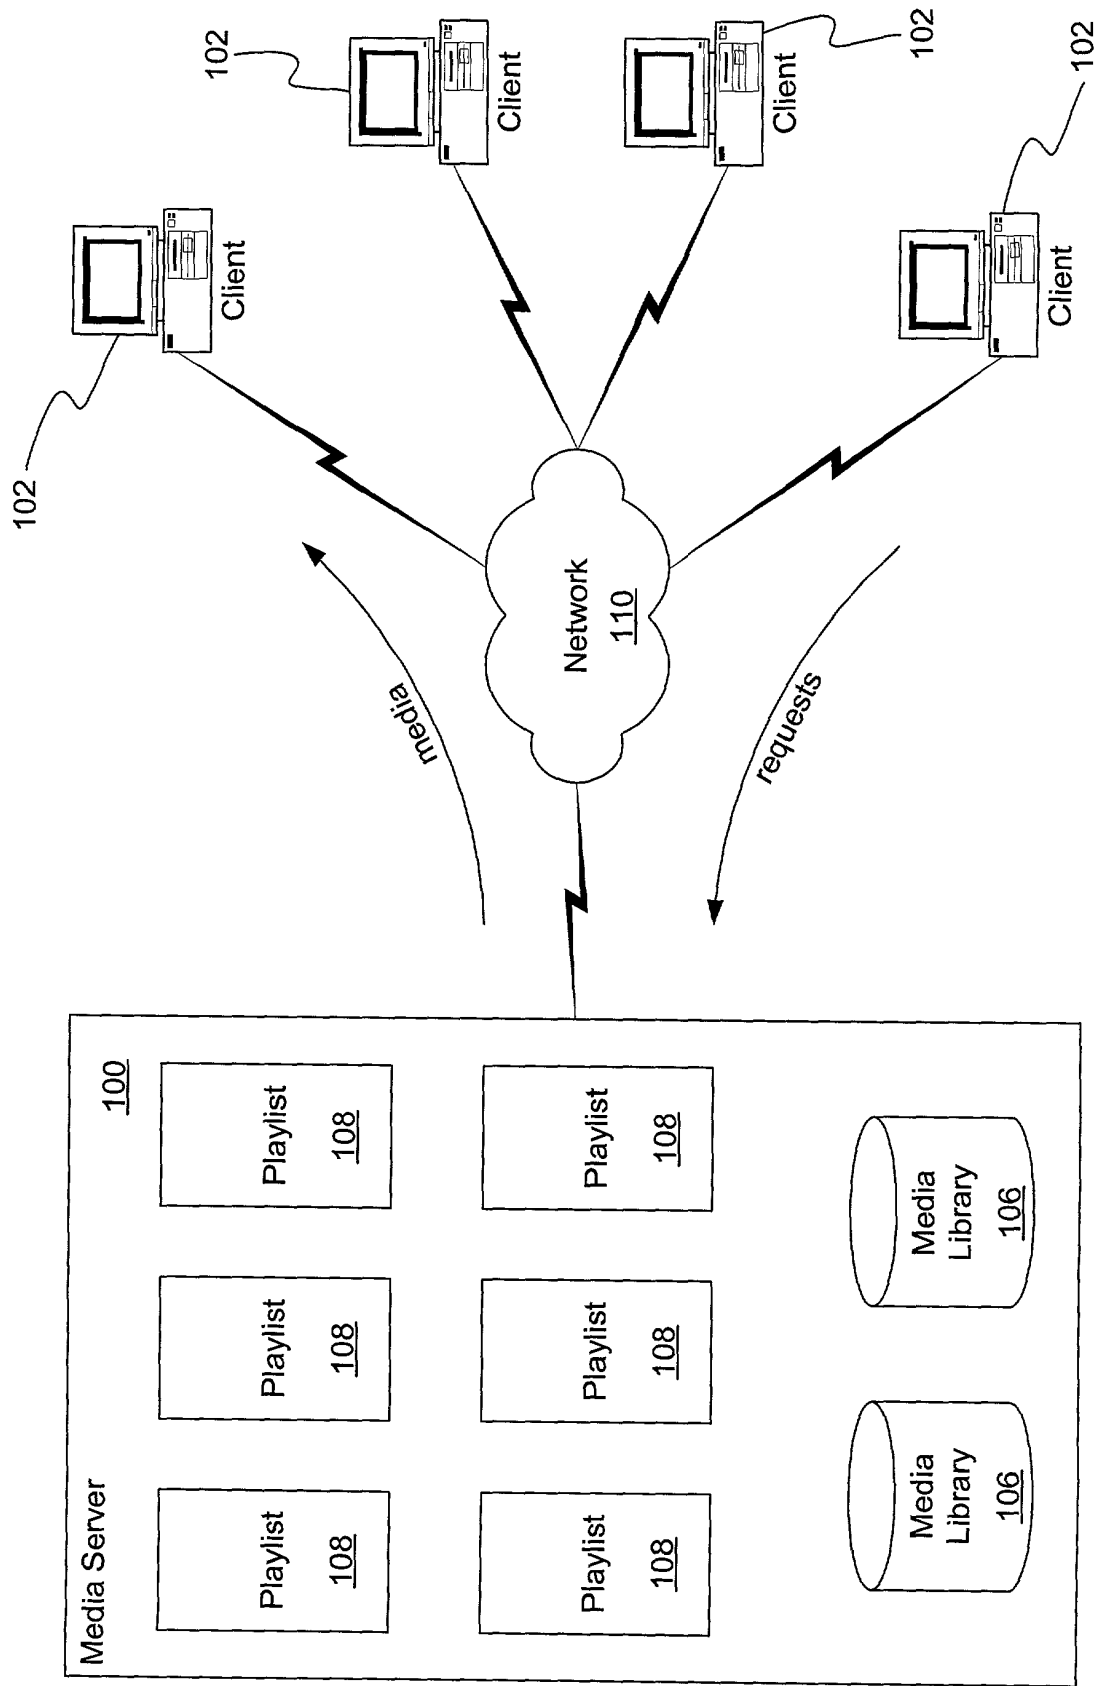 Media Server
100
Playlist
108
Playlist
108
Playlist
108
Playlist
108
Playlist
108
Playlist
108
Media
Library
106
Media
Library
106
media
requests
Network
110
102
Client
102
Client
Client
102
Client
102